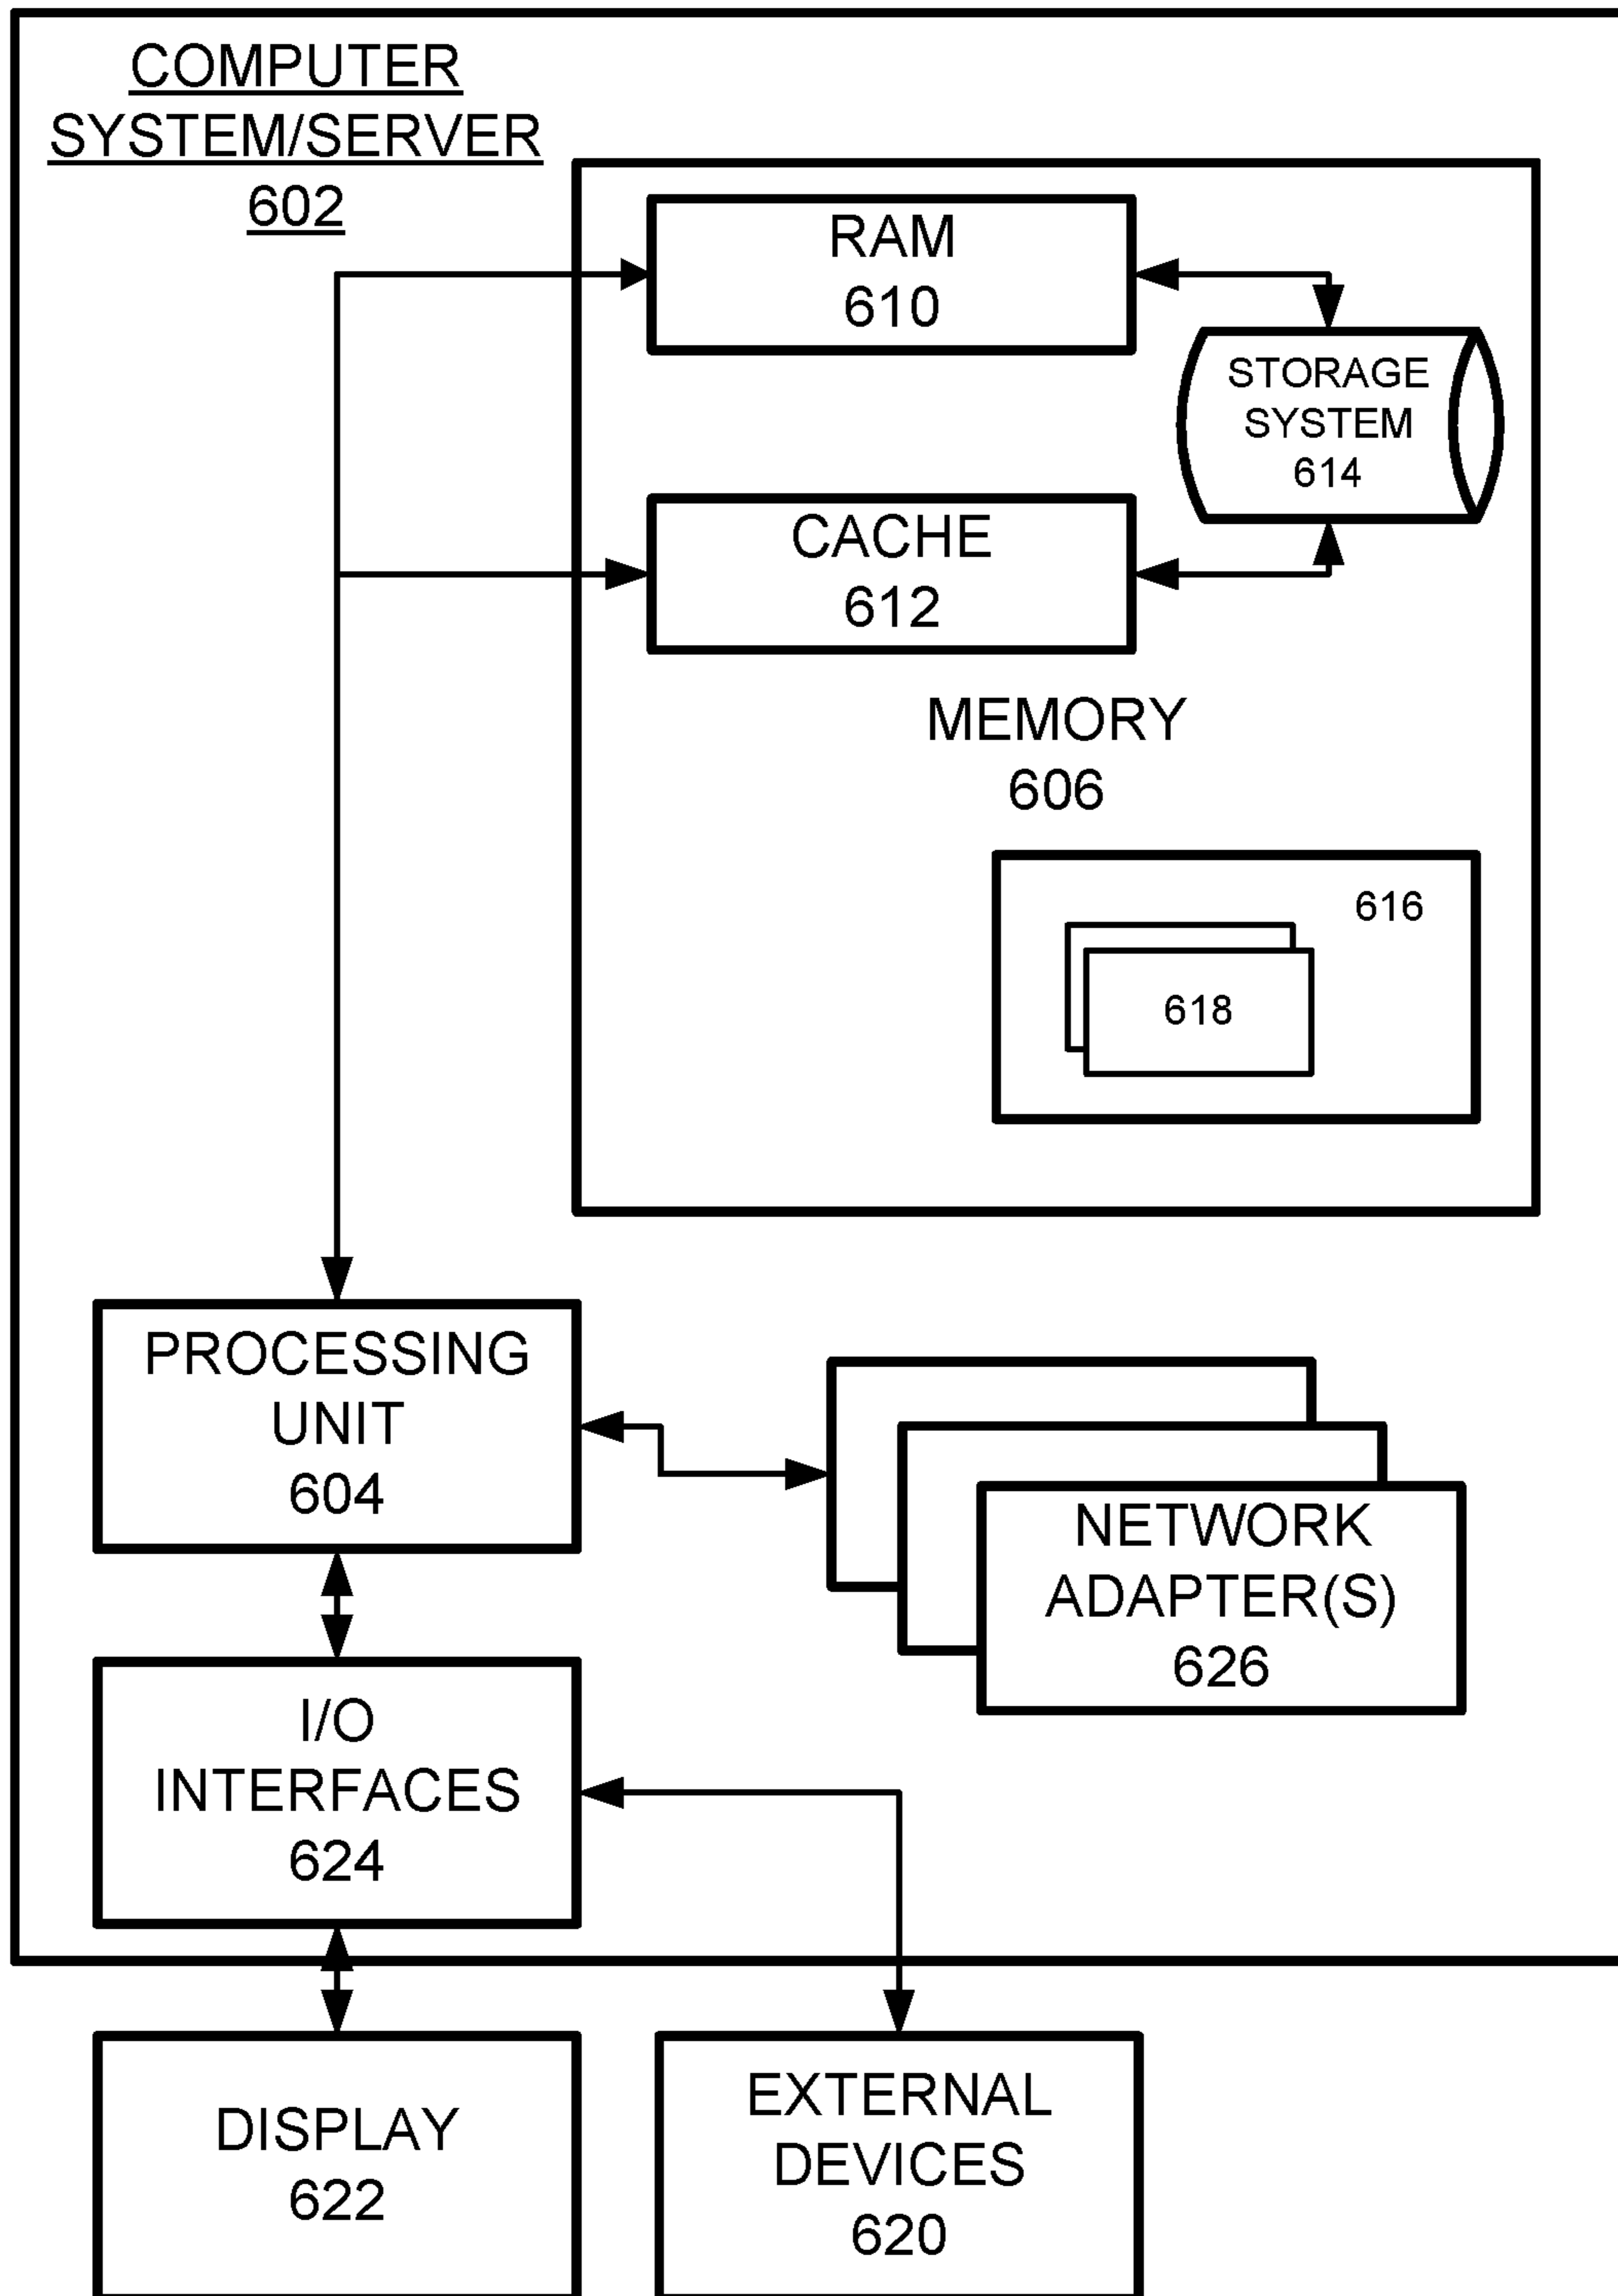 COMPUTER
SYSTEM/SERVER
602
RAM
610
STORAGE
SYSTEM
614
CACHE
612
MEMORY
606
616
618
PROCESSING
UNIT
604
NETWORK
ADAPTER(S)
626
I/O
INTERFACES
624
DISPLAY
622
EXTERNAL
DEVICES
620